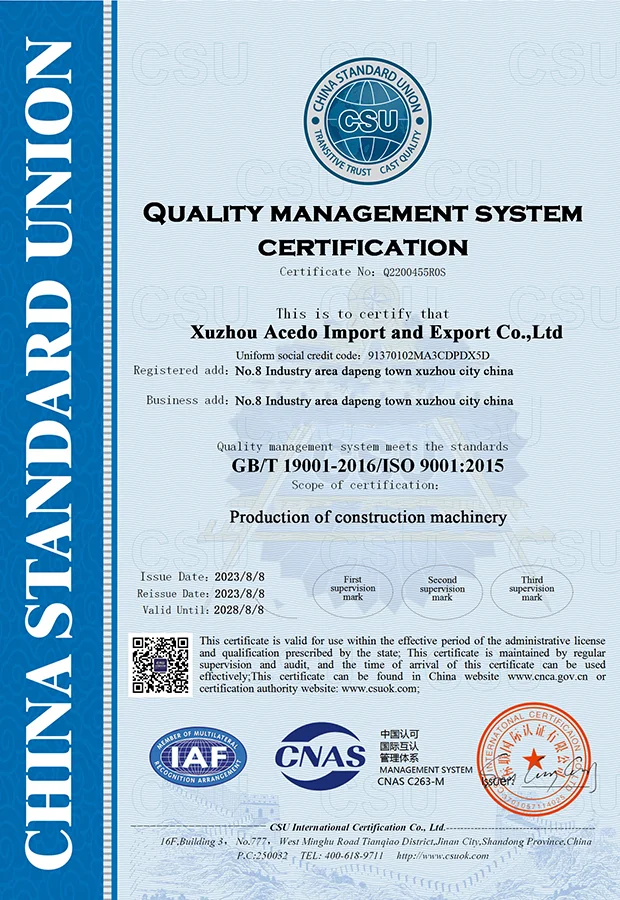 CHINA STANDARD UNION
CHINA STANDARD UNION
CSU
TRANSITIVE TRUST CAST QUALITY
QUALITY MANAGEMENT SYSTEM
CERTIFICATION
Certificate No: Q2200455R0S
This is to certify that
Xuzhou Acedo Import and Export Co.,Ltd
Uniform social credit code: 91370102MA3CDPDX5D
Registered add: No.8 Industry area dapeng town xuzhou city china
Business add: No.8 Industry area dapeng town xuzhou city china
Quality management system meets the standards
GB/T 19001-2016/ISO 9001:2015
Scope of certification:
Production of construction machinery
Issue Date: 2023/8/8
Reissue Date: 2023/8/8
Valid Until: 2028/8/8
First
supervision
mark
Second
supervision
mark
Third
supervision
mark
This certificate is valid for use within the effective period of the administrative license
and qualification prescribed by the state; This certificate is maintained by regular
supervision and audit, and the time of arrival of this certificate can be used
effectively;This certificate can be found in China website www.cnca.gov.cn or
certification authority website: www.csuok.com;
MEMBER OF MULTILATERAL
IAF
RECOGNITION ARRANGEMENT
CNAS
中国认可
国际互认
管理体系
MANAGEMENT SYSTEM
CNAS C263-M
Issuer:
CSU International Certification Co., Ltd.
16F,Building 3, No.777, West Minghu Road Tianqiao District,Jinan City,Shandong Province,China
P.C:250032 , TEL: 400-618-9711 http://www.csuok.com